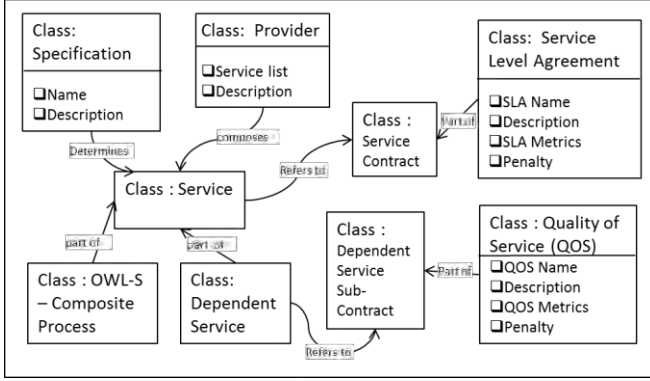 Class:
Specification
❑Name
❑Description
Class: Provider
❑Service list
❑Description
Class: Service
Level Agreement
❑SLA Name
❑Description
❑SLA Metrics
❑Penalty
Class :
Service
Contract
Part of
Determines
composes
Refers to
Class : Service
part of
part of
Class : OWL-S
– Composite
Process
Class:
Dependent
Service
Refers to
Class :
Dependent
Service
Sub-
Contract
Part of
Class : Quality of
Service (QOS)
❑QOS Name
❑Description
❑QOS Metrics
❑Penalty